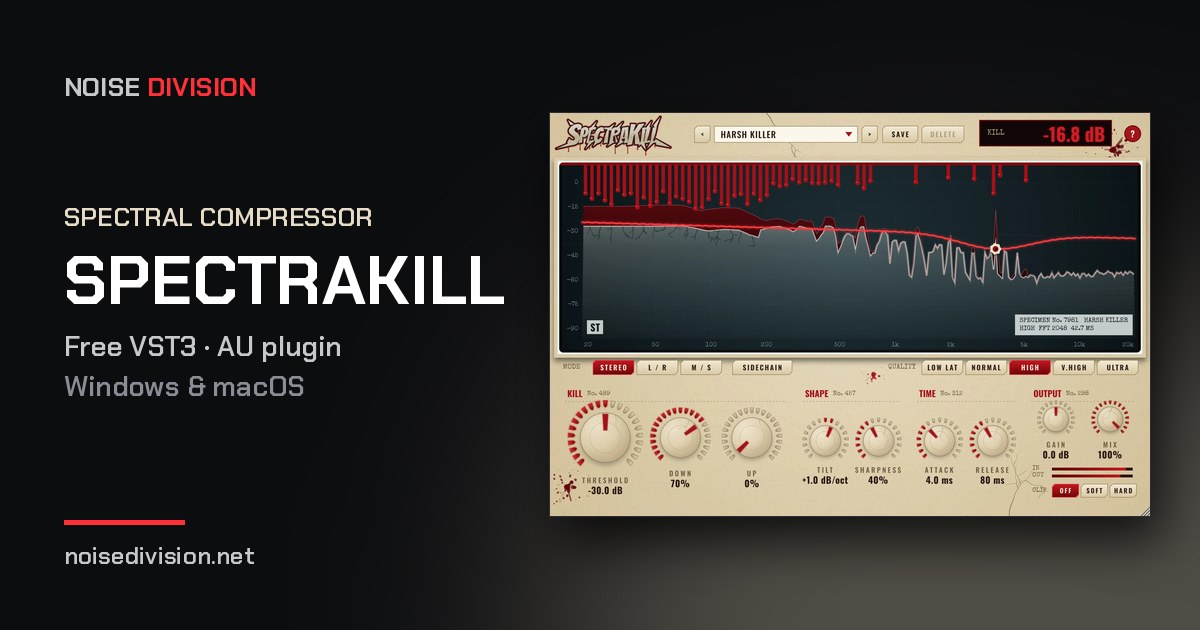 NOISE DIVISION
SPECTRAL COMPRESSOR
SPECTRAKILL
Free VST3 · AU plugin
Windows & macOS
noisedivision.net
SPECTRAKILL
HARSH KILLER
SAVE
DELETE
KILL
-16.8 dB
?
0
-15
-30
-45
-60
-75
-90
ST
SPECIMEN No. 7961 HARSH KILLER
HIGH FFT 2048 42.7 MS
20 50 100 200 500 1k 2k 5k 10k 20k
MODE STEREO L / R M / S SIDECHAIN QUALITY LOW LAT NORMAL HIGH V.HIGH ULTRA
KILL No. 489
THRESHOLD
-30.0 dB
DOWN
70%
UP
0%
SHAPE No. 457
TILT
+1.0 dB/oct
SHARPNESS
40%
TIME No. 312
ATTACK
4.0 ms
RELEASE
80 ms
OUTPUT No. 298
GAIN
0.0 dB
MIX
100%
IN
OUT
CLIP OFF SOFT HARD